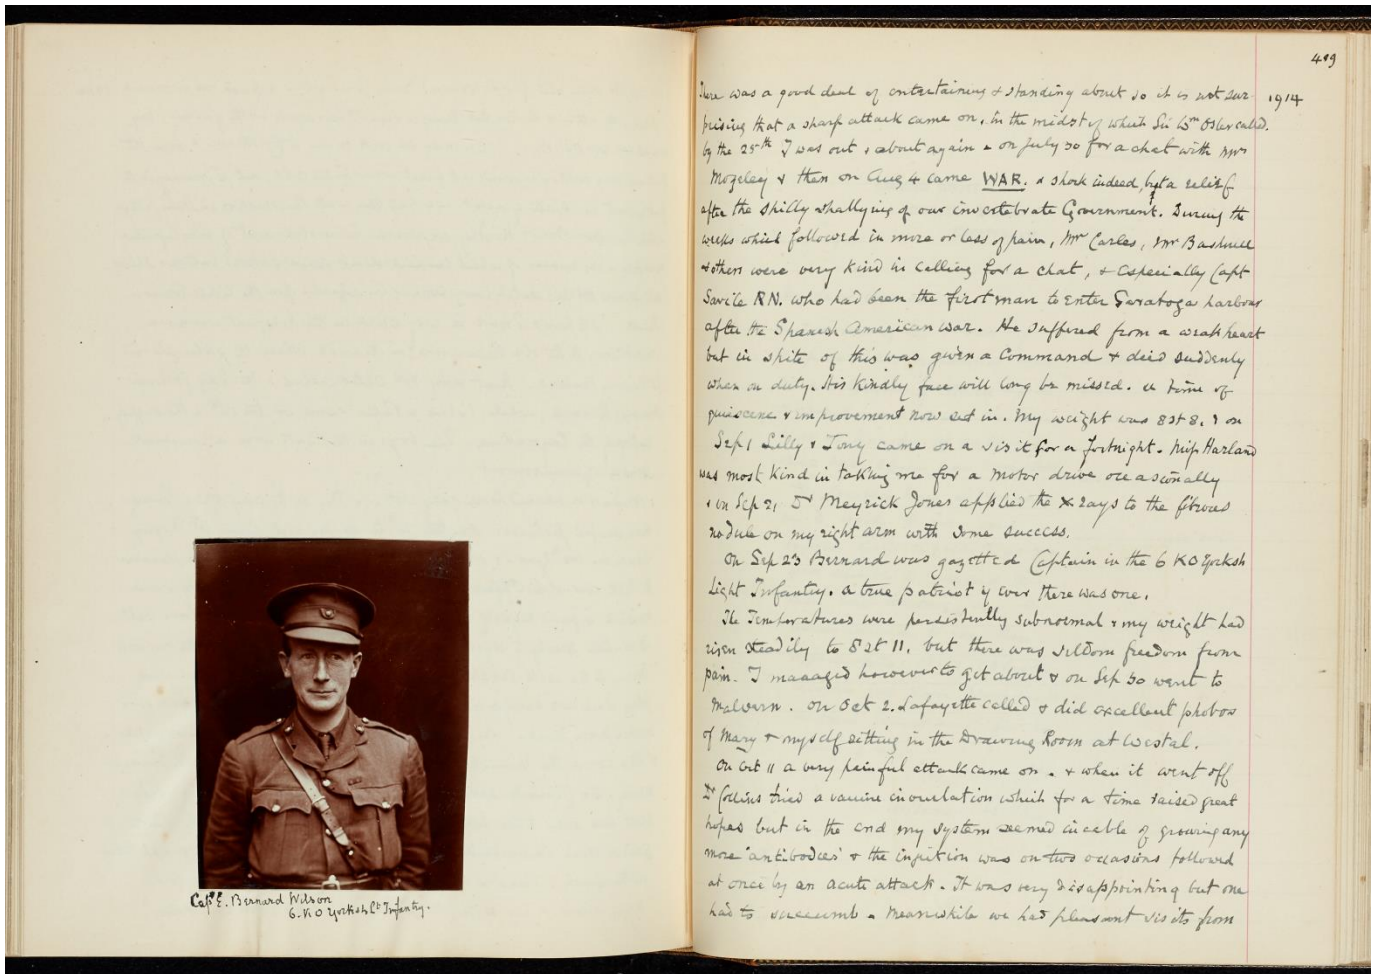 Capt E. Bernard Wilson
6. K O Yorksh Lt Infantry.
409
1914
There was a good deal of entertaining & standing about so it is not sur-
prising that a sharp attack came on, in the midst of which Sir Wm Osler called.
by the 25th I was out & about again & on July 30 for a chat with Mrs
Mozeley & then on Aug 4 came WAR. a shock indeed, but a relief
after the shilly shallying of our invertebrate Government. During the
weeks which followed in more or less of pain, Mr Carles, Mr Bashall
& others were very kind in calling for a chat, & especially Capt
Savile RN. who had been the first man to enter Saratoga harbour
after the Spanish American war. He suffered from a weak heart
but in spite of this was given a Command & died suddenly
when on duty. His kindly face will long be missed. A time of
quiescence & improvement now set in. My weight was 8 st 8. & on
Sep 1 Lilly & Tony came on a visit for a fortnight. Miss Harland
was most kind in taking me for a motor drive occasionally
& on Sep 21 Dr Meyrick Jones applied the X rays to the fibrous
nodule on my right arm with some success.
On Sep 23 Bernard was gazetted Captain in the 6 K O Yorksh
Light Infantry. A true patriot if ever there was one.
The Temperatures were persistently subnormal & my weight had
risen steadily to 8 st 11, but there was seldom freedom from
pain. I managed however to get about & on Sep 30 went to
Malvern. On Oct 2. Lafayette called & did excellent photos
of Mary & myself sitting in the Drawing Room at Westal.
On Oct 11 a very painful attack came on. & when it went off
Dr Collins tried a vaccine inoculation which for a time raised great
hopes but in the end my system seemed incable of growing any
more 'antibodies' & the injection was on two occasions followed
at once by an acute attack. It was very disappointing but one
had to succumb. Meanwhile we had pleasant visits from